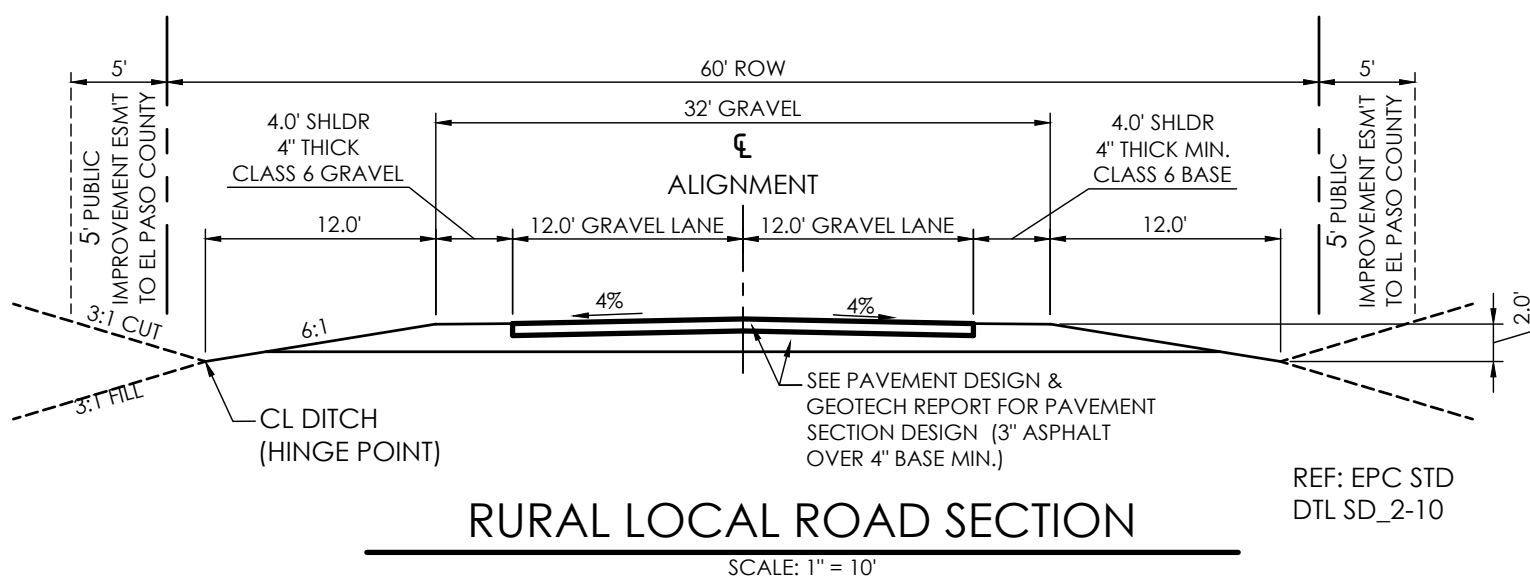 5'
60' ROW
5'
5' PUBLIC
IMPROVEMENT ESM'T
TO EL PASO COUNTY
4.0' SHLDR
4" THICK
CLASS 6 GRAVEL
32' GRAVEL
℄
ALIGNMENT
4.0' SHLDR
4" THICK MIN.
CLASS 6 BASE
5' PUBLIC
IMPROVEMENT ESM'T
TO EL PASO COUNTY
12.0'
12.0' GRAVEL LANE
12.0' GRAVEL LANE
12.0'
3:1 CUT
6:1
4%
4%
2.0'
3:1 FILL
CL DITCH
(HINGE POINT)
SEE PAVEMENT DESIGN &
GEOTECH REPORT FOR PAVEMENT
SECTION DESIGN (3" ASPHALT
OVER 4" BASE MIN.)
REF: EPC STD
DTL SD_2-10
RURAL LOCAL ROAD SECTION
SCALE: 1" = 10'